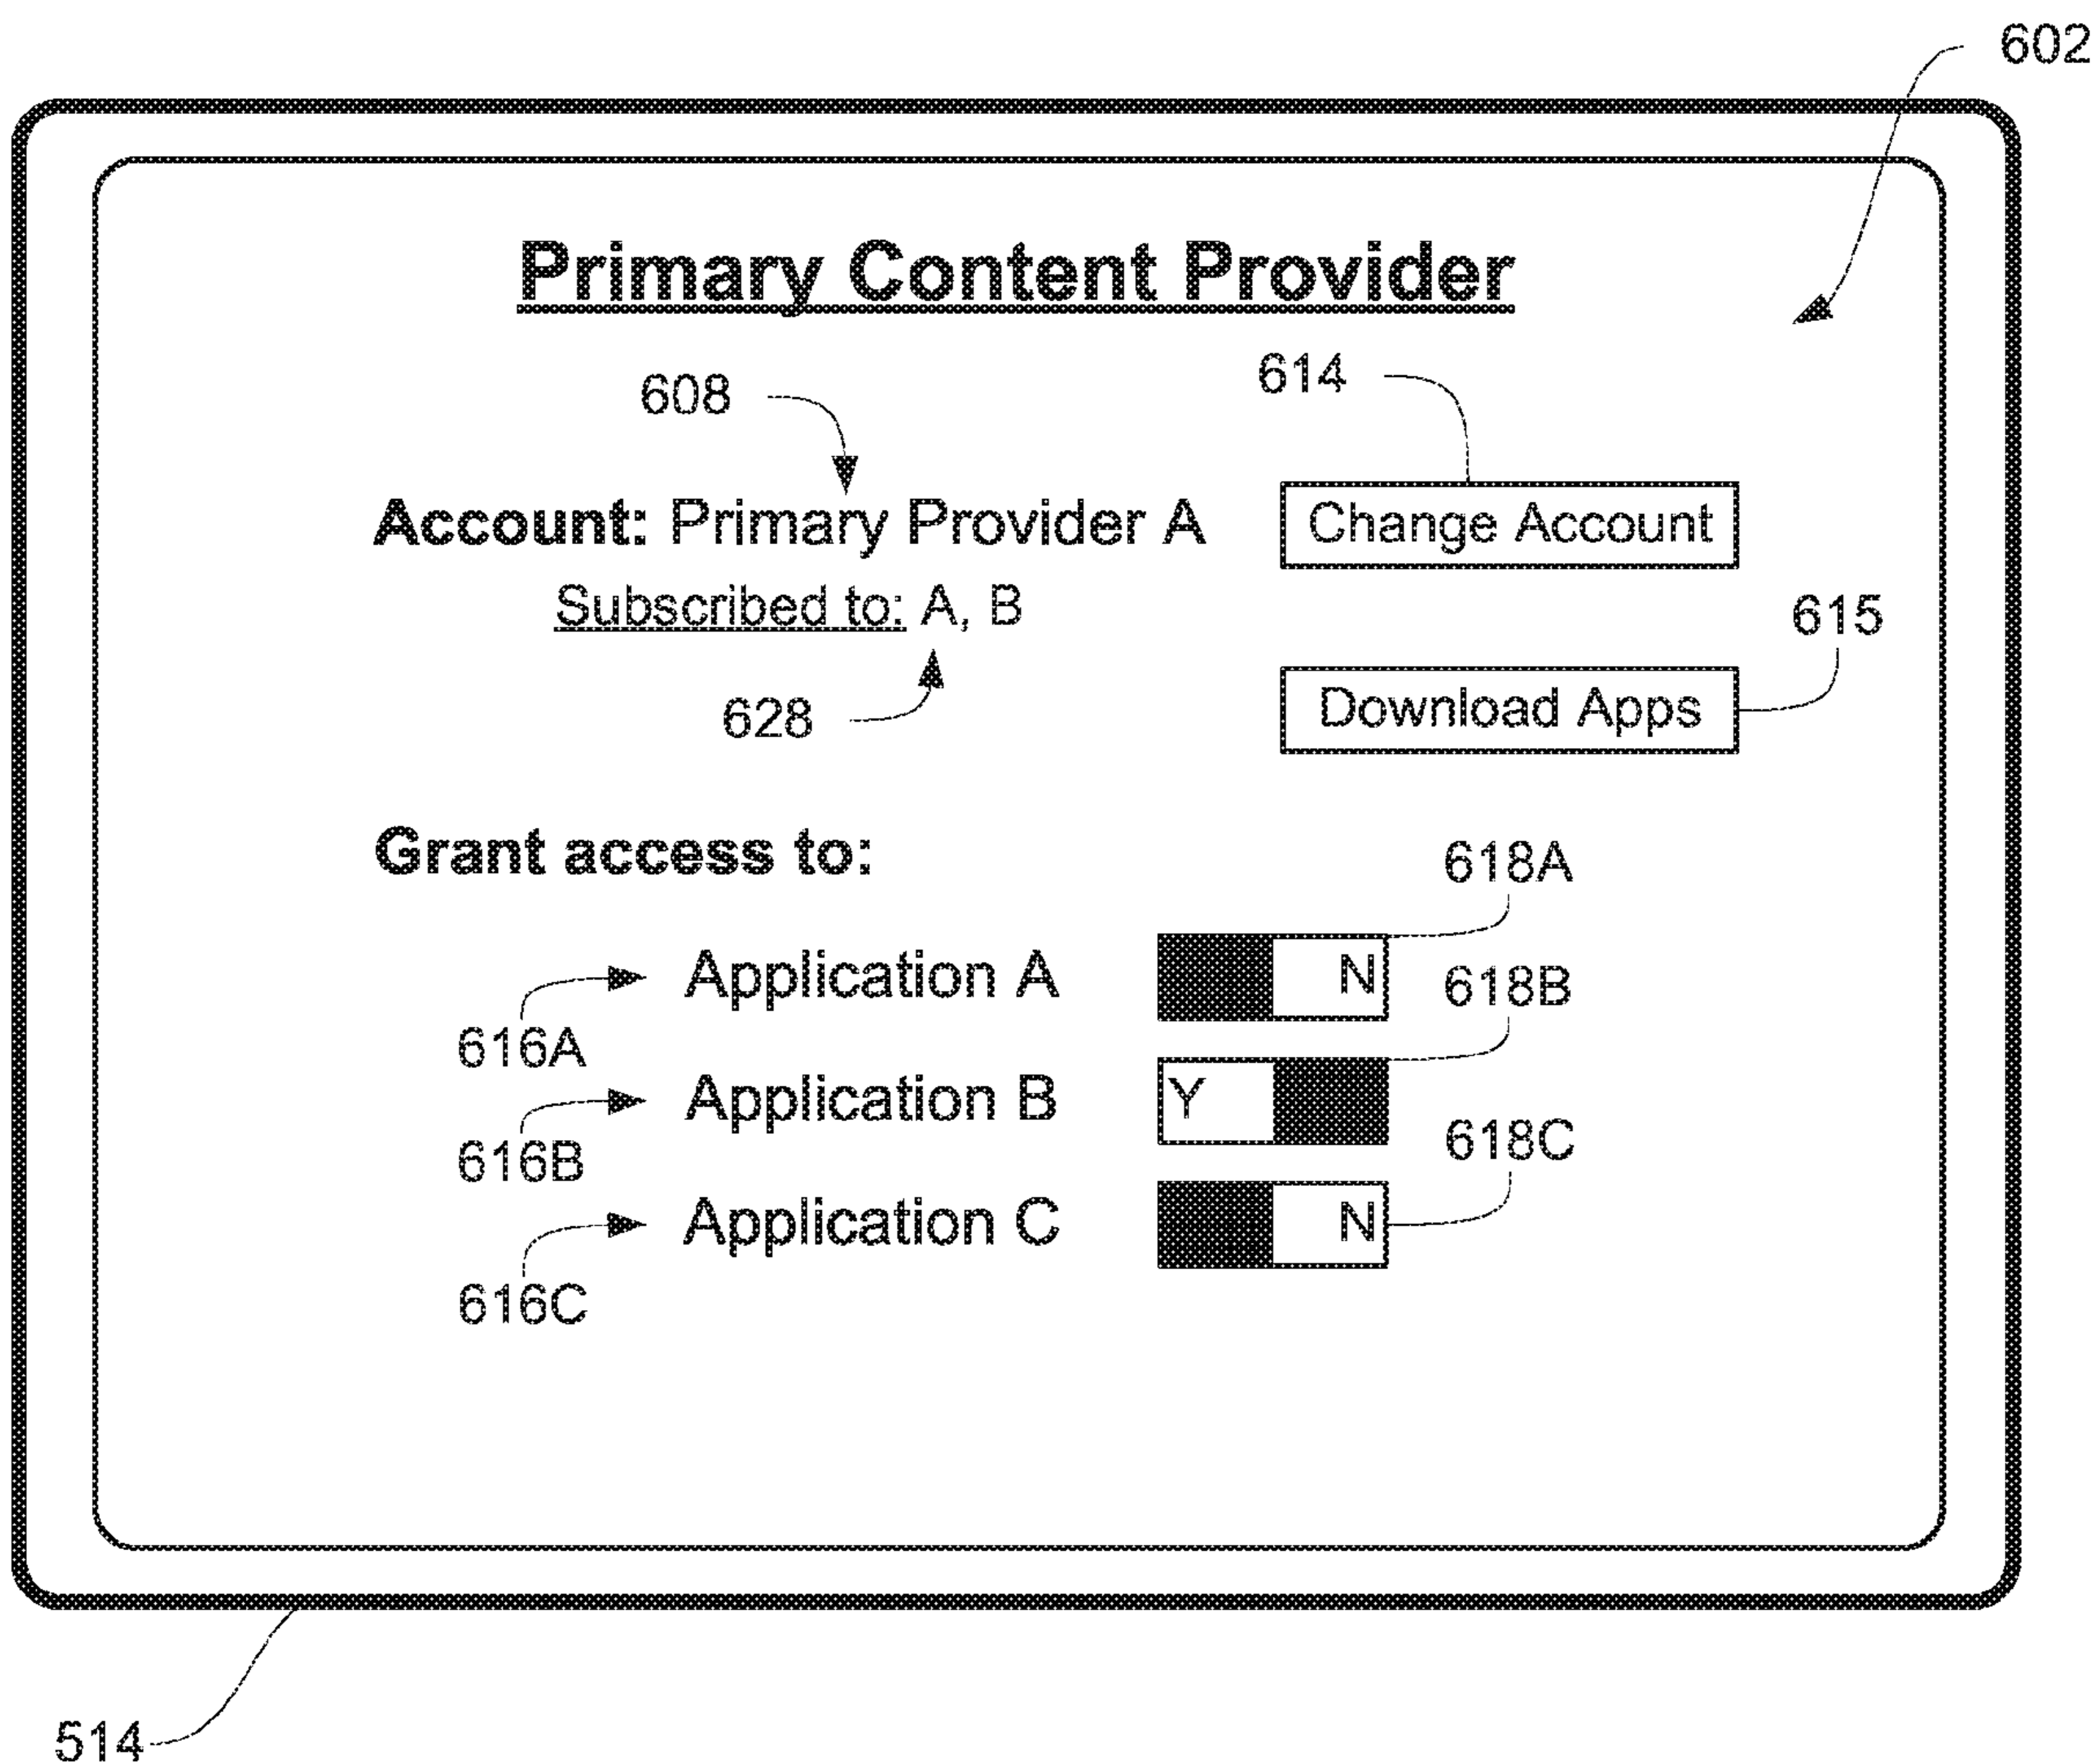 602
Primary Content Provider
608
614
Account: Primary Provider A
Change Account
Subscribed to: A, B
615
628
Download Apps
Grant access to:
618A
Application A
N
618B
616A
Application B
Y
618C
616B
Application C
N
616C
514